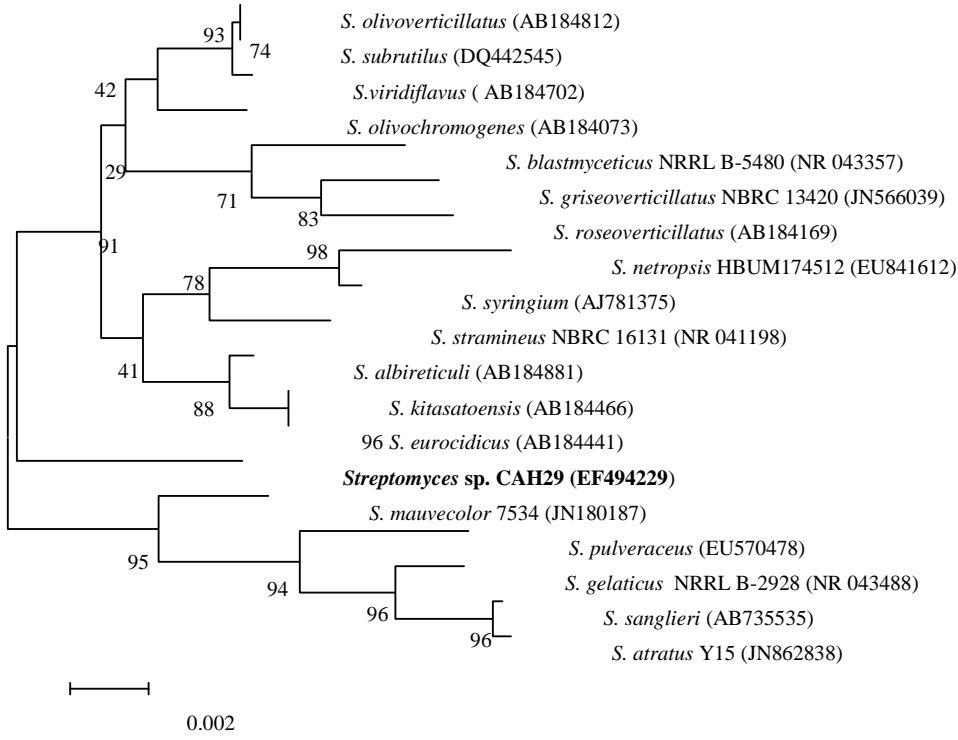 S. olivoverticillatus (AB184812)
93
74
S. subrutilus (DQ442545)
42
S.viridiflavus ( AB184702)
S. olivochromogenes (AB184073)
29
S. blastmyceticus NRRL B-5480 (NR 043357)
71
S. griseoverticillatus NBRC 13420 (JN566039)
83
S. roseoverticillatus (AB184169)
91
98
S. netropsis HBUM174512 (EU841612)
78
S. syringium (AJ781375)
S. stramineus NBRC 16131 (NR 041198)
41
S. albireticuli (AB184881)
88
S. kitasatoensis (AB184466)
96 S. eurocidicus (AB184441)
Streptomyces sp. CAH29 (EF494229)
S. mauvecolor 7534 (JN180187)
95
S. pulveraceus (EU570478)
94
S. gelaticus NRRL B-2928 (NR 043488)
96
S. sanglieri (AB735535)
96
S. atratus Y15 (JN862838)
0.002